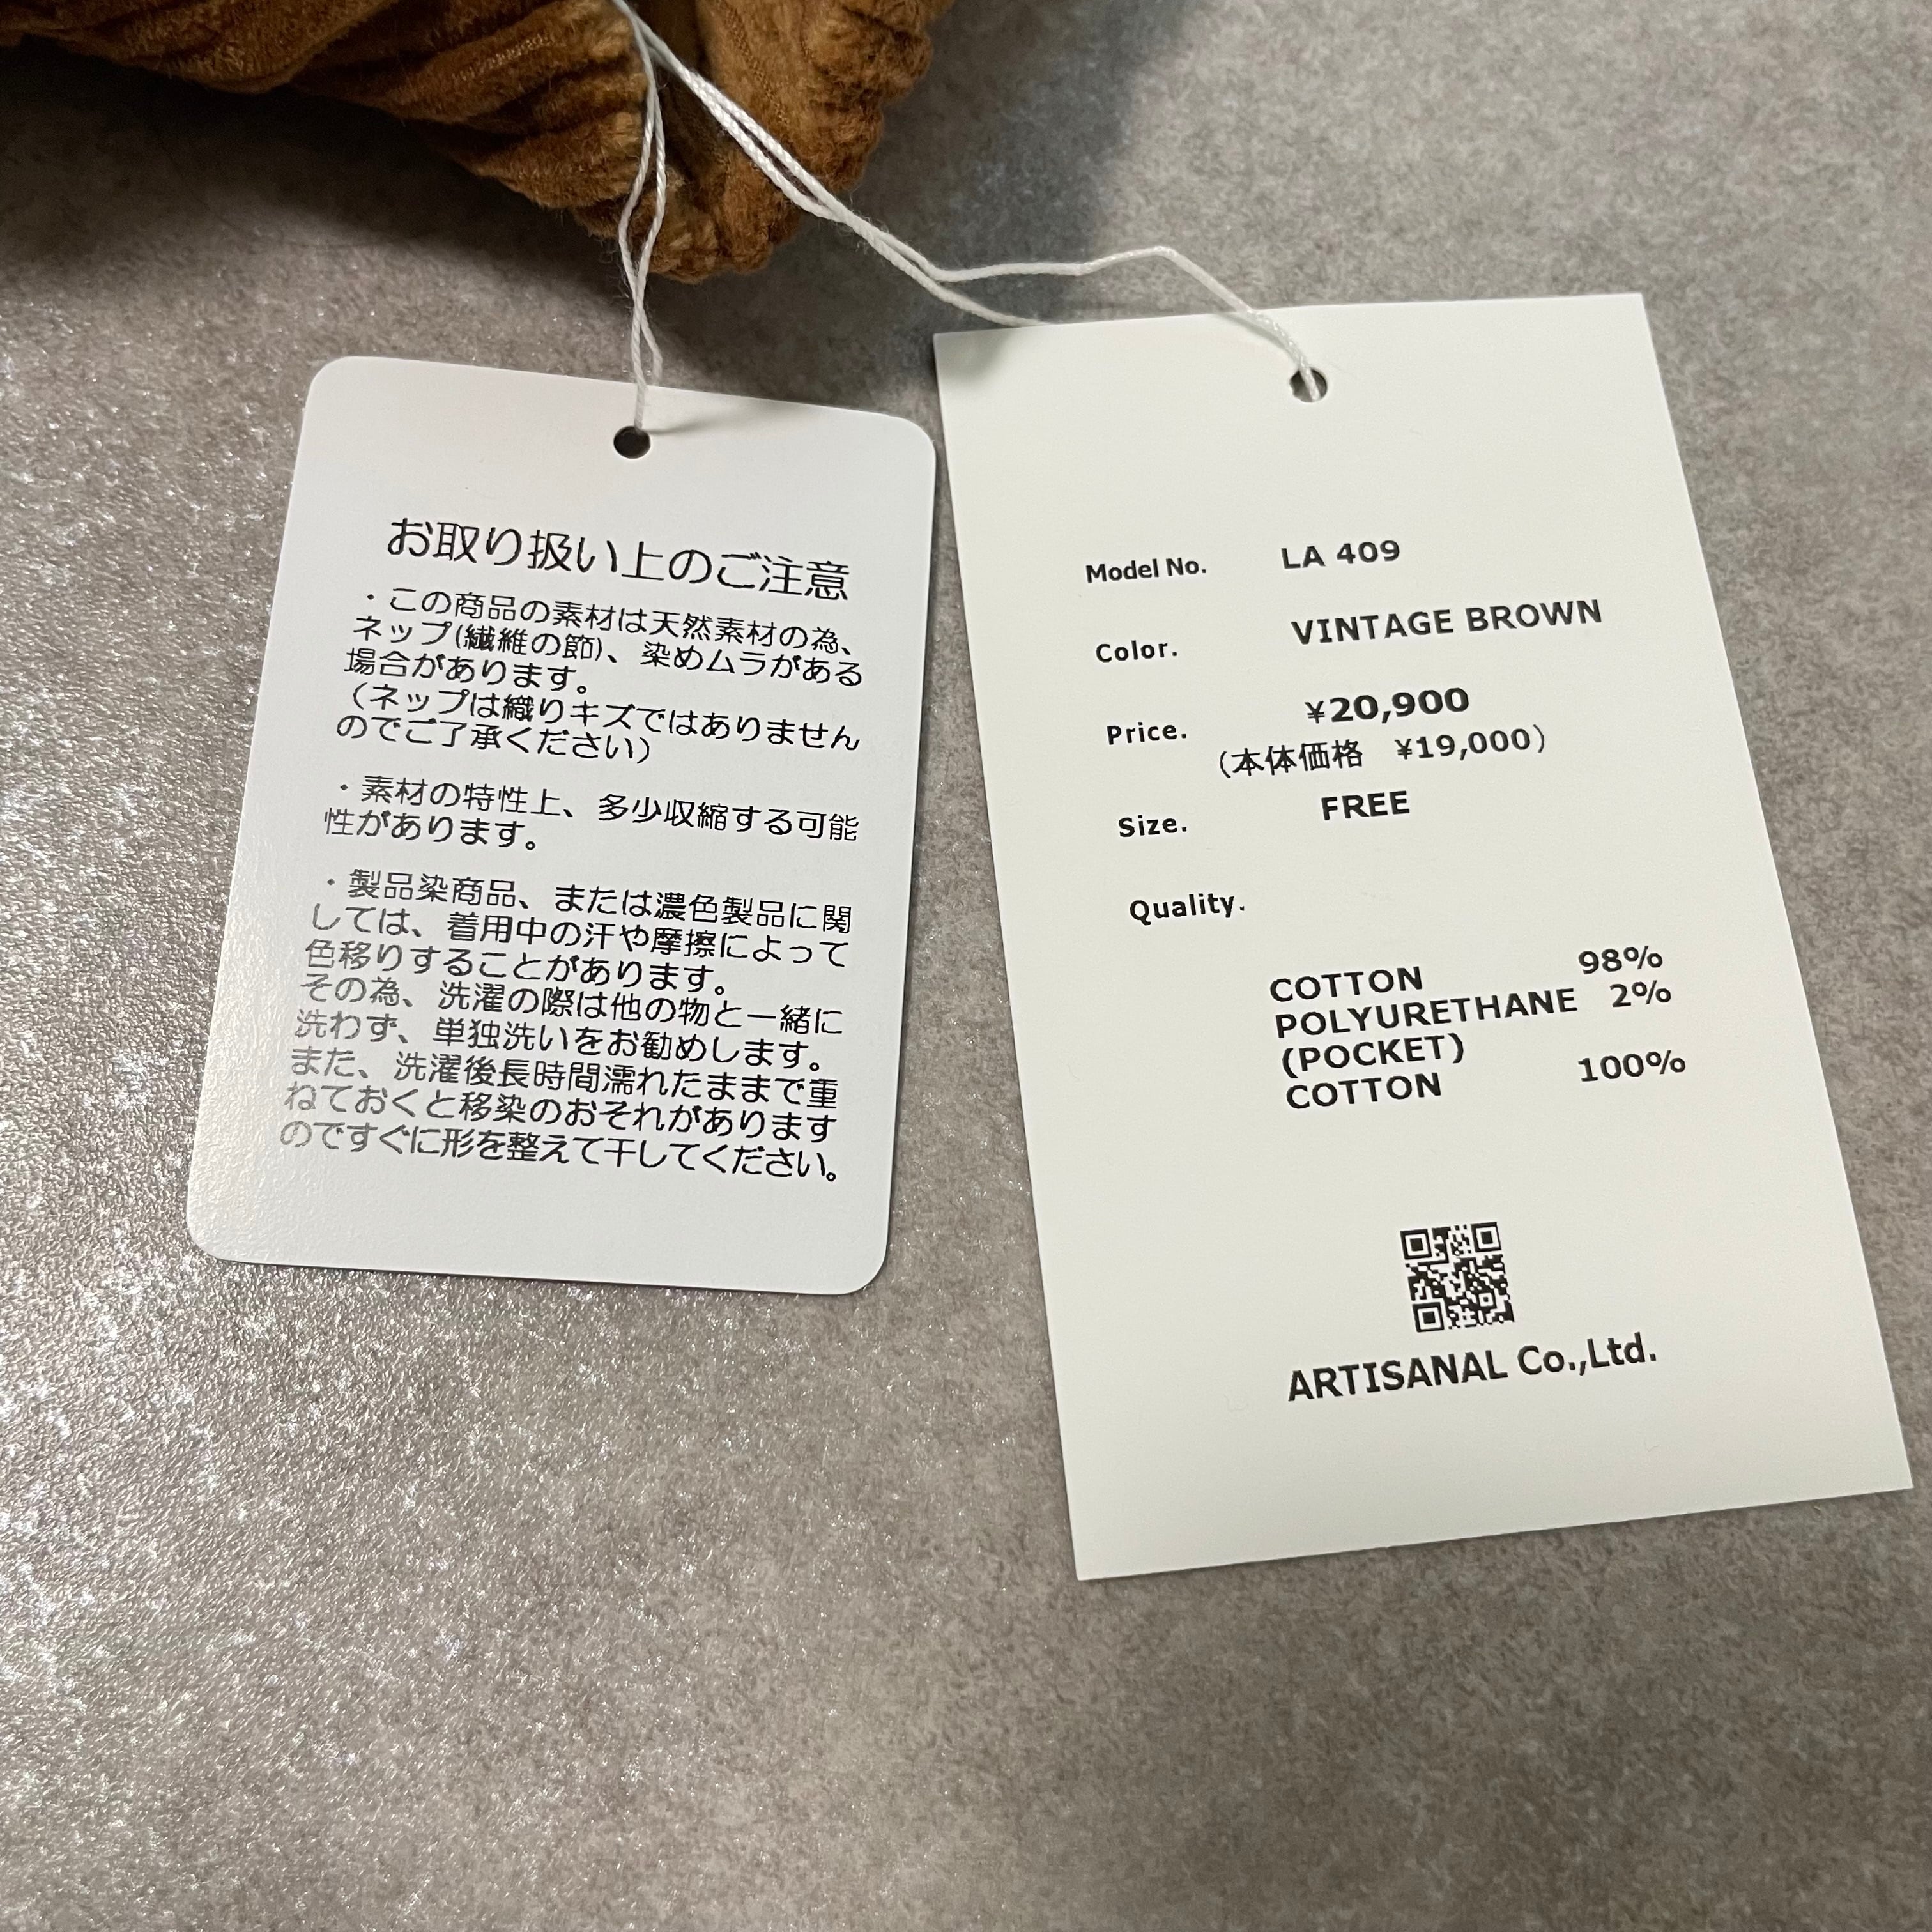 お取り扱い上のご注意
・この商品の素材は天然素材の為、
ネップ(繊維の節)、染めムラがある
場合があります。
（ネップは織りキズではありません
のでご了承ください）
・素材の特性上、多少収縮する可能
性があります。
・製品染商品、または濃色製品に関
しては、着用中の汗や摩擦によって
色移りすることがあります。
その為、洗濯の際は他の物と一緒に
洗わず、単独洗いをお勧めします。
また、洗濯後長時間濡れたままで重
ねておくと移染のおそれがあります
のですぐに形を整えて干してください。
Model No. LA 409
Color. VINTAGE BROWN
Price. ¥20,900
（本体価格 ¥19,000）
Size. FREE
Quality.
COTTON 98%
POLYURETHANE 2%
(POCKET)
COTTON 100%
ARTISANAL Co.,Ltd.